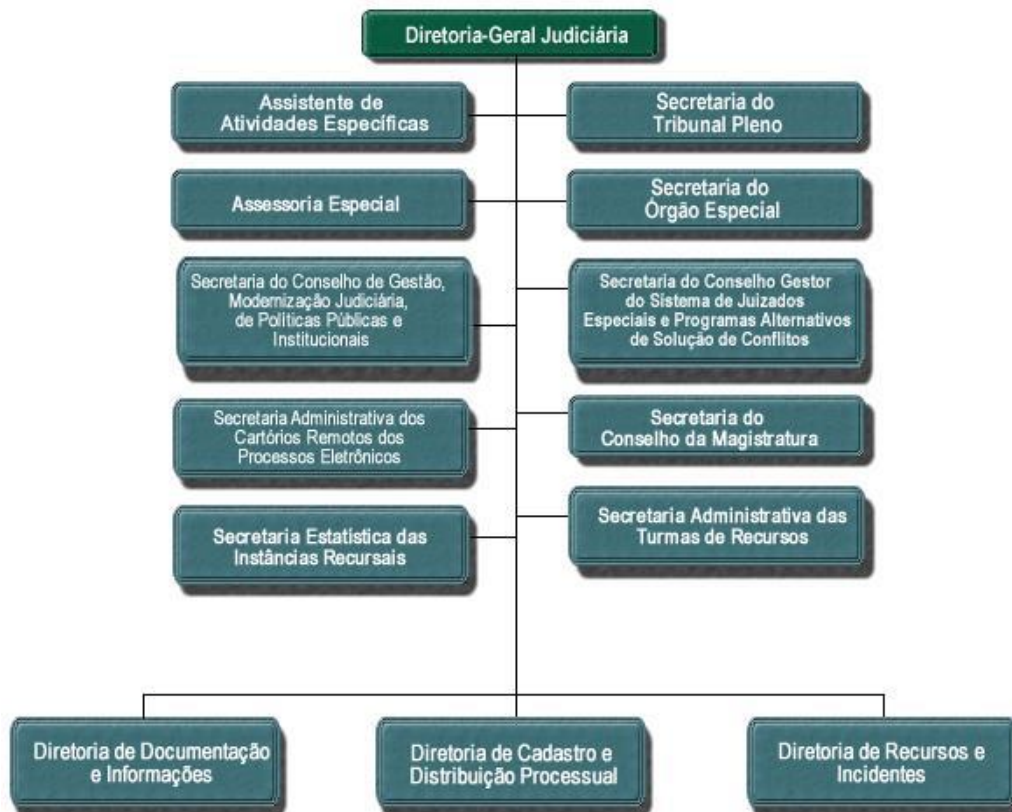 Diretoria-Geral Judiciária
Assistente de
Atividades Específicas
Secretaria do
Tribunal Pleno
Assessoria Especial
Secretaria do
Órgão Especial
Secretaria do Conselho de Gestão,
Modernização Judiciária,
de Políticas Públicas e
Institucionais
Secretaria do Conselho Gestor
do Sistema de Juizados
Especiais e Programas Alternativos
de Solução de Conflitos
Secretaria Administrativa dos
Cartórios Remotos dos
Processos Eletrônicos
Secretaria do
Conselho da Magistratura
Secretaria Estatística das
Instâncias Recursais
Secretaria Administrativa das
Turmas de Recursos
Diretoria de Documentação
e Informações
Diretoria de Cadastro e
Distribuição Processual
Diretoria de Recursos e
Incidentes